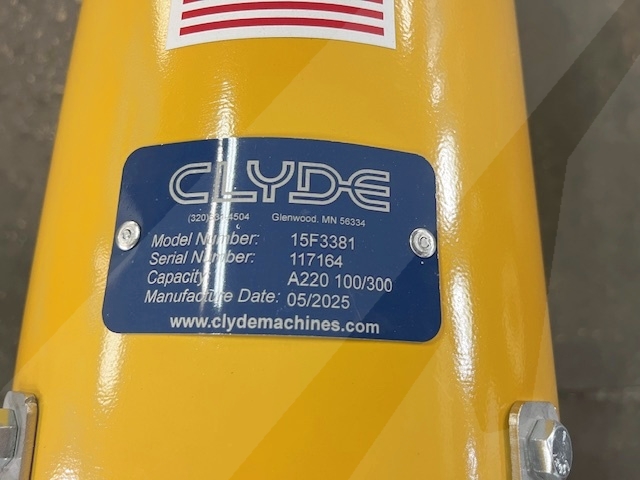 CLYDE
Glenwood, MN 56334
Model Number: 15F3381
Serial Number: 117164
Capacity: A220 100/300
Manufacture Date: 05/2025
www.clydemachines.com